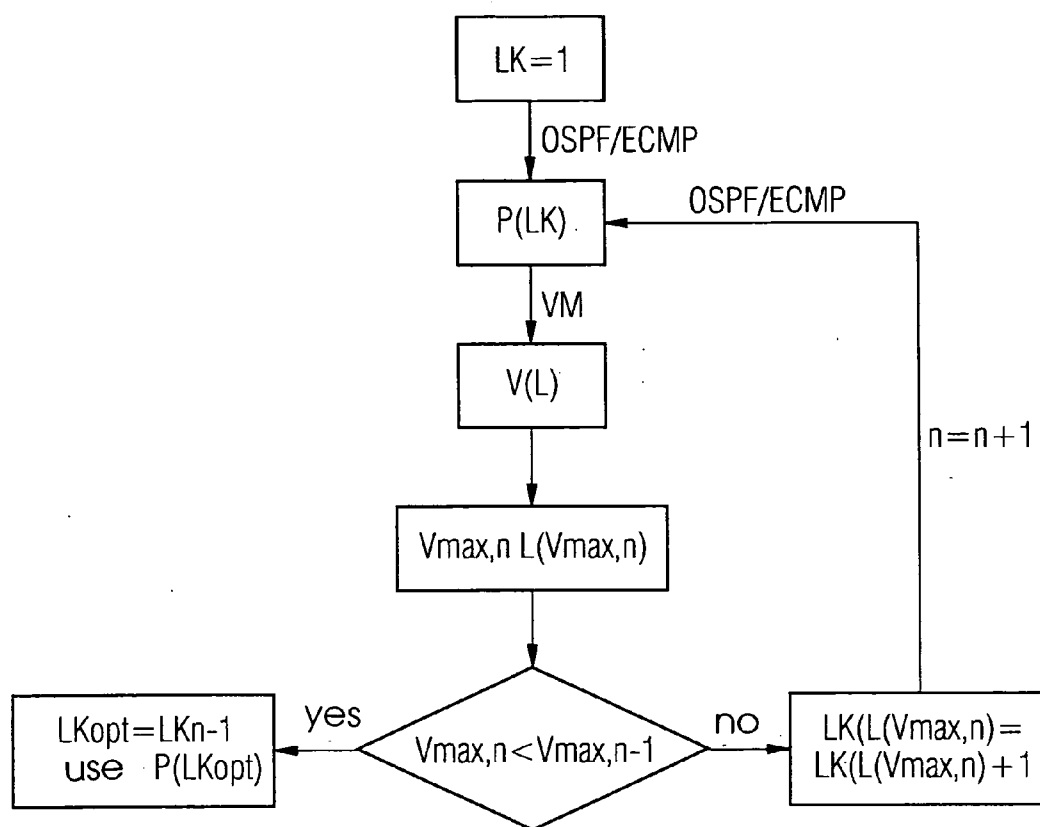 LK=1
OSPF/ECMP
P(LK)
OSPF/ECMP
VM
V(L)
n=n+1
Vmax,n L(Vmax,n)
Vmax,n<Vmax,n-1
yes
no
LKopt=LKn-1
use P(LKopt)
LK(L(Vmax,n)=
LK(L(Vmax,n)+1